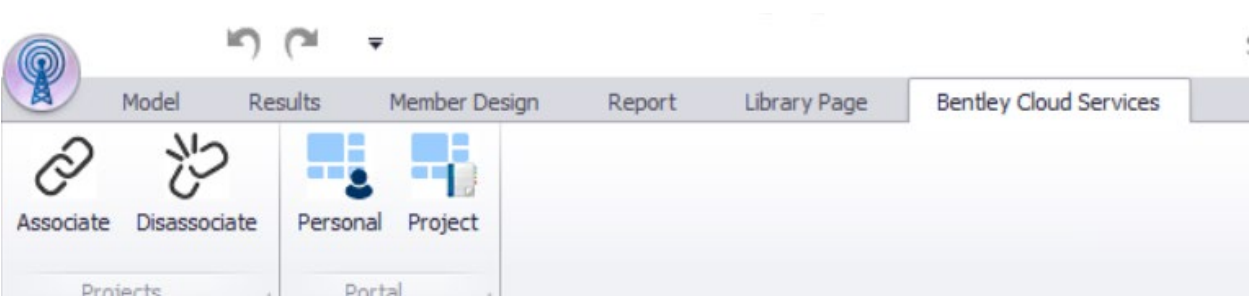 Model Results Member Design Report Library Page Bentley Cloud Services
Associate Disassociate Personal Project
Projects Portal